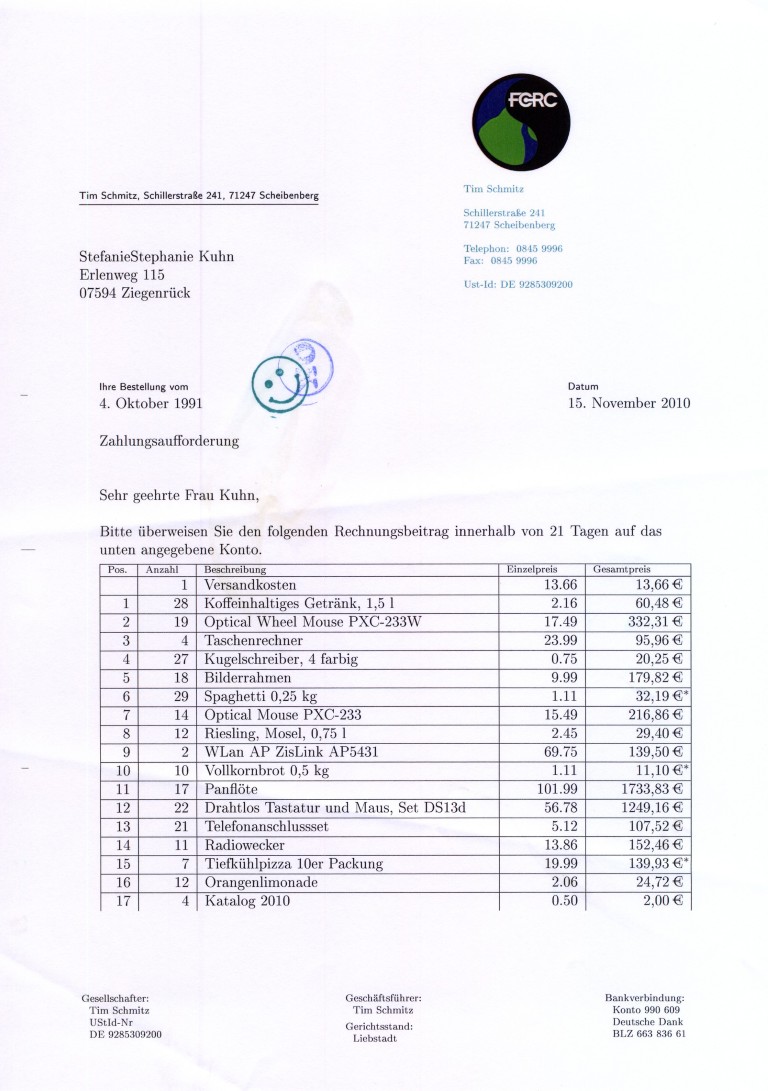 FGRC
Tim Schmitz
Schillerstraße 241
71247 Scheibenberg
Telephon: 0845 9996
Fax: 0845 9996
Ust-Id: DE 9285309200
Tim Schmitz, Schillerstraße 241, 71247 Scheibenberg
StefanieStephanie Kuhn
Erlenweg 115
07594 Ziegenrück
Ihre Bestellung vom
4. Oktober 1991
Datum
15. November 2010
Zahlungsaufforderung
Sehr geehrte Frau Kuhn,
Bitte überweisen Sie den folgenden Rechnungsbeitrag innerhalb von 21 Tagen auf das
unten angegebene Konto.
Pos. Anzahl Beschreibung Einzelpreis Gesamtpreis
1 Versandkosten 13.66 13,66 €
1 28 Koffeinhaltiges Getränk, 1,5 l 2.16 60,48 €
2 19 Optical Wheel Mouse PXC-233W 17.49 332,31 €
3 4 Taschenrechner 23.99 95,96 €
4 27 Kugelschreiber, 4 farbig 0.75 20,25 €
5 18 Bilderrahmen 9.99 179,82 €
6 29 Spaghetti 0,25 kg 1.11 32,19 €*
7 14 Optical Mouse PXC-233 15.49 216,86 €
8 12 Riesling, Mosel, 0,75 l 2.45 29,40 €
9 2 WLan AP ZisLink AP5431 69.75 139,50 €
10 10 Vollkornbrot 0,5 kg 1.11 11,10 €*
11 17 Panflöte 101.99 1733,83 €
12 22 Drahtlos Tastatur und Maus, Set DS13d 56.78 1249,16 €
13 21 Telefonanschlussset 5.12 107,52 €
14 11 Radiowecker 13.86 152,46 €
15 7 Tiefkühlpizza 10er Packung 19.99 139,93 €*
16 12 Orangenlimonade 2.06 24,72 €
17 4 Katalog 2010 0.50 2,00 €
Gesellschafter:
Tim Schmitz
UStId-Nr
DE 9285309200
Geschäftsführer:
Tim Schmitz
Gerichtsstand:
Liebstadt
Bankverbindung:
Konto 990 609
Deutsche Dank
BLZ 663 836 61